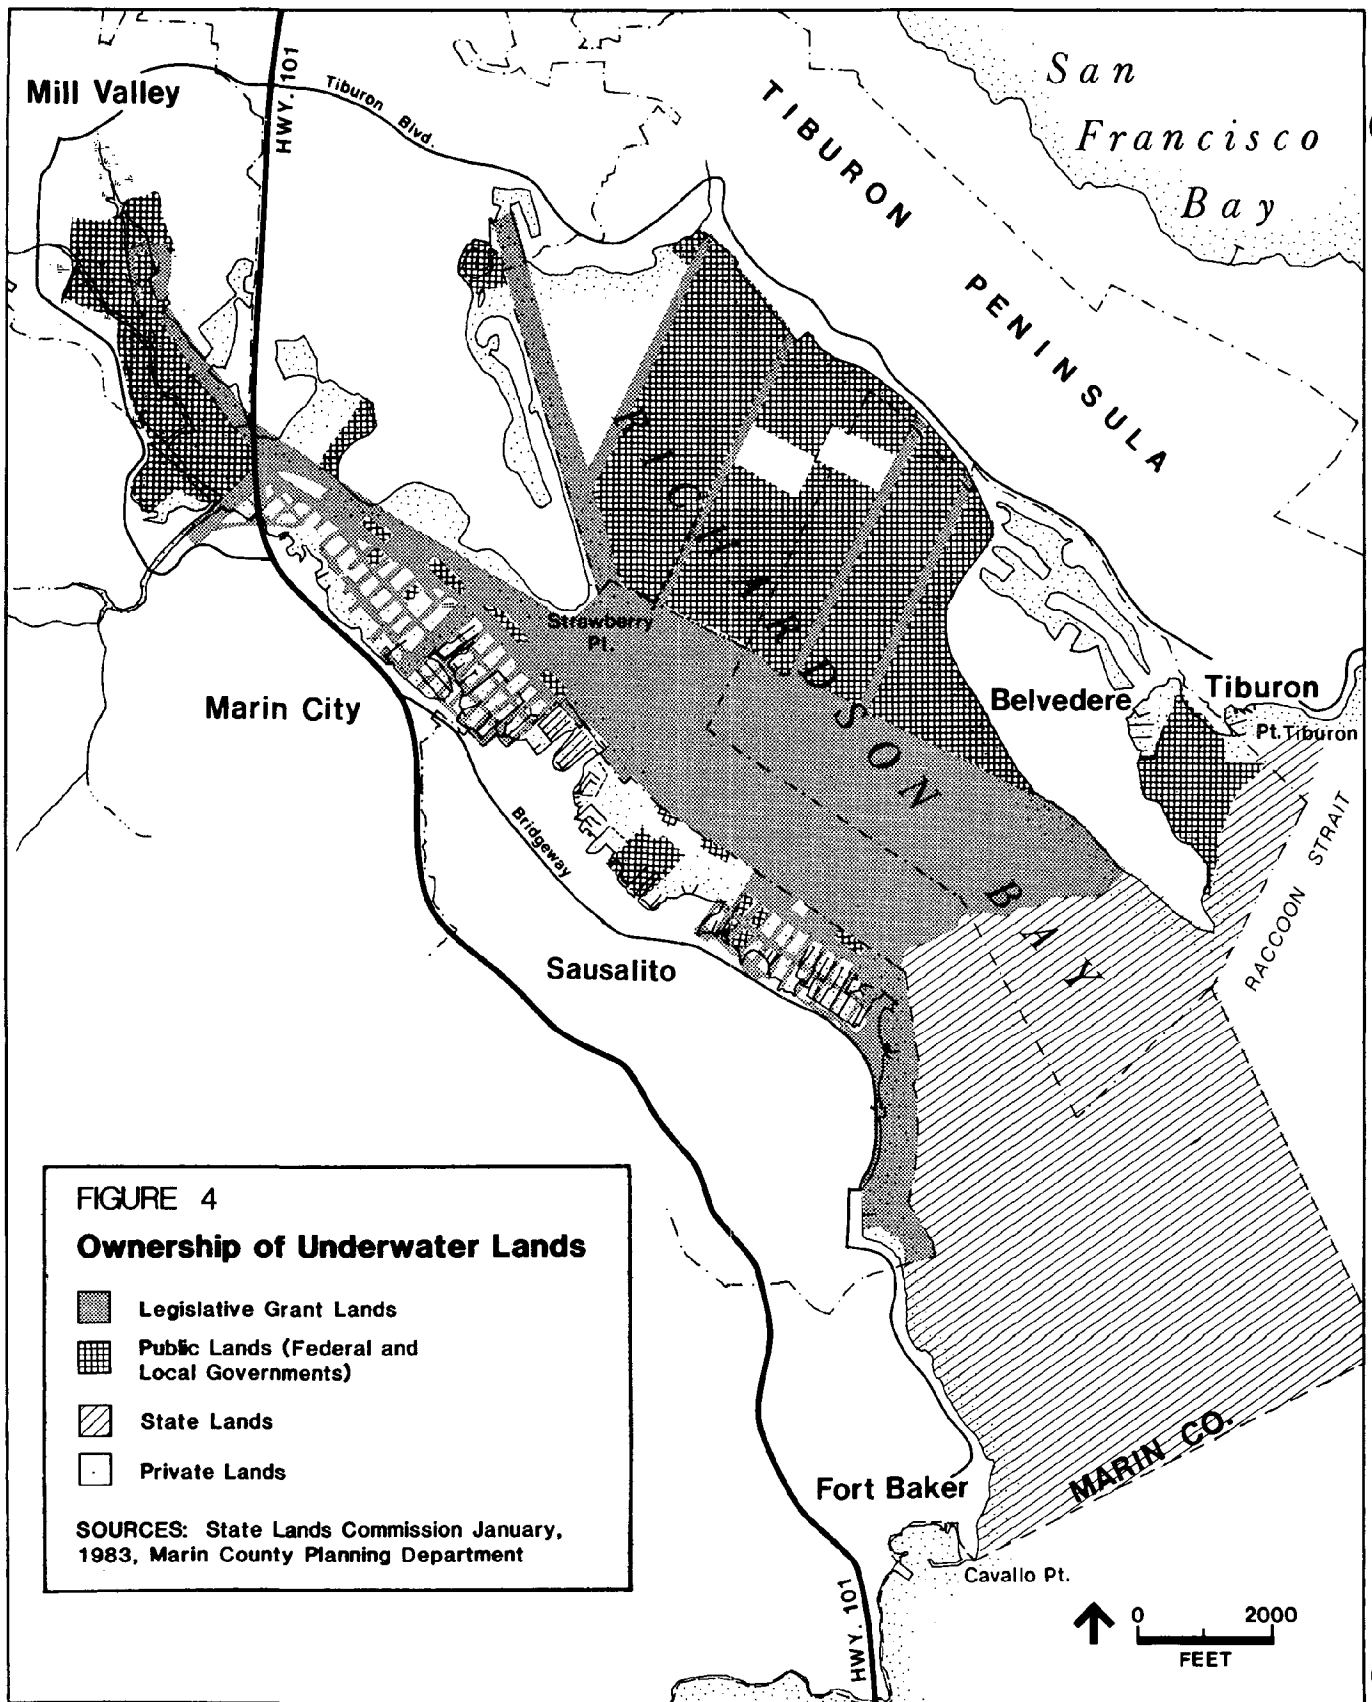 San
Francisco
Bay
Mill Valley
HWY. 101
Tiburon Blvd.
TIBURON
PENINSULA
RICHARDSON
BAY
Strawberry
Pt.
Marin City
Belvedere
Tiburon
Pt. Tiburon
RACCOON STRAIT
Bridgeway
Sausalito
FIGURE 4
Ownership of Underwater Lands
Legislative Grant Lands
Public Lands (Federal and
Local Governments)
State Lands
Private Lands
SOURCES: State Lands Commission January,
1983, Marin County Planning Department
Fort Baker
MARIN CO.
Cavallo Pt.
HWY. 101
0 2000
FEET